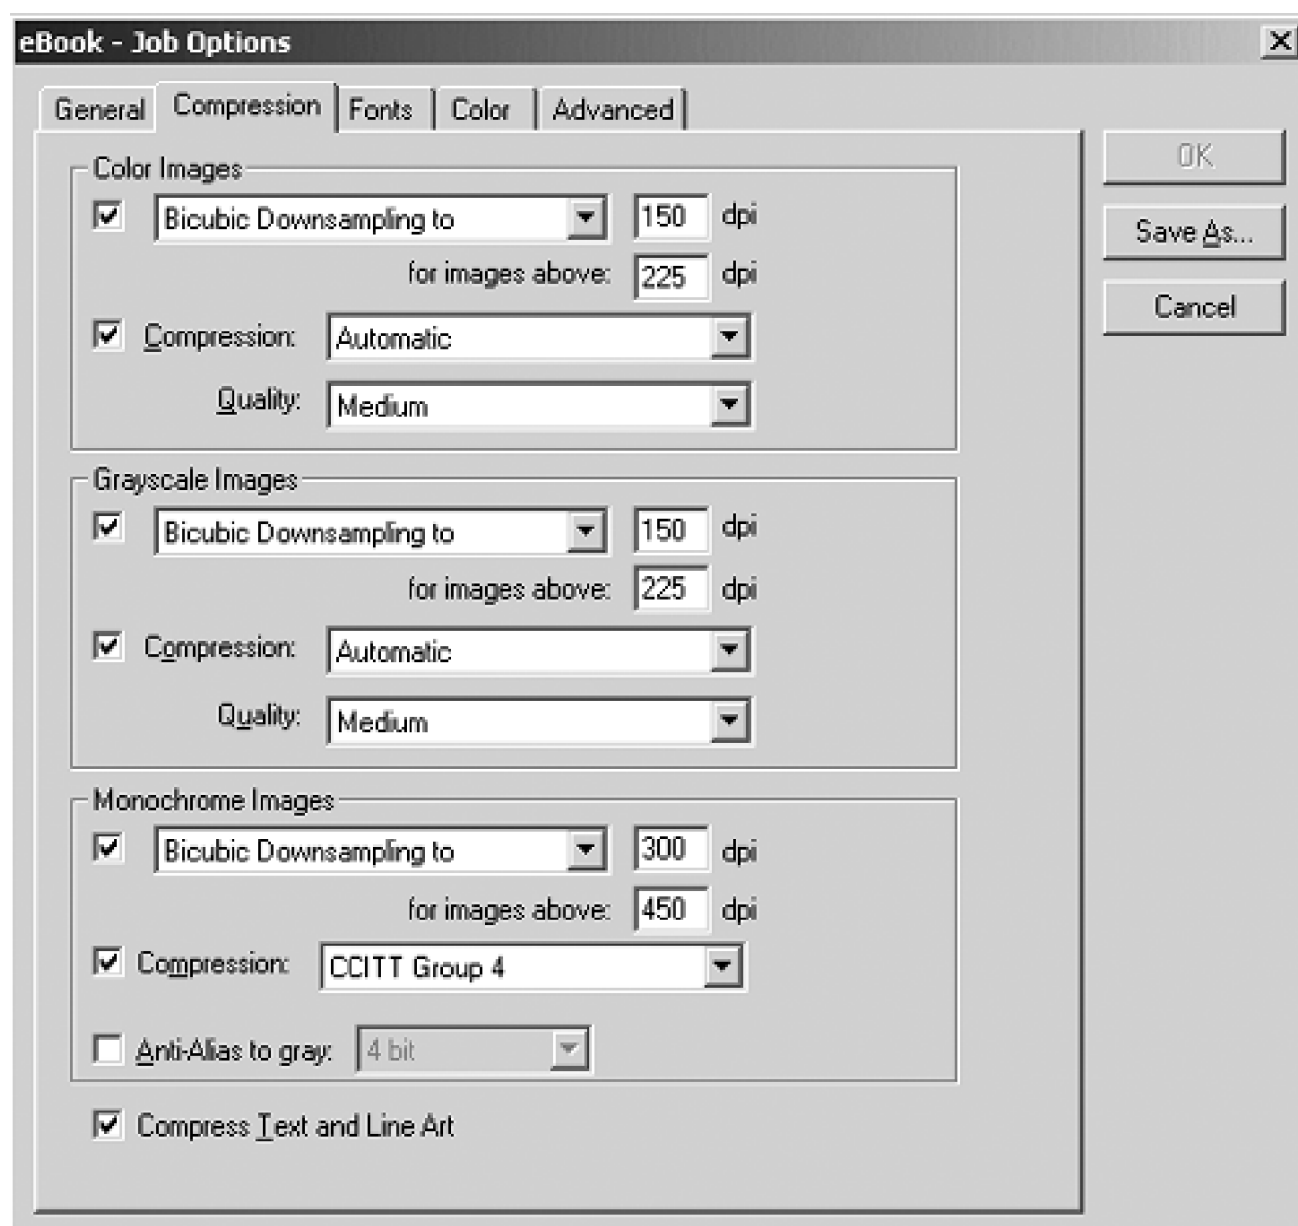 eBook - Job Options
General Compression Fonts Color Advanced
OK
Save As...
Cancel
Color Images
Bicubic Downsampling to 150 dpi
for images above: 225 dpi
Compression: Automatic
Quality: Medium
Grayscale Images
Bicubic Downsampling to 150 dpi
for images above: 225 dpi
Compression: Automatic
Quality: Medium
Monochrome Images
Bicubic Downsampling to 300 dpi
for images above: 450 dpi
Compression: CCITT Group 4
Anti-Alias to gray: 4 bit
Compress Text and Line Art